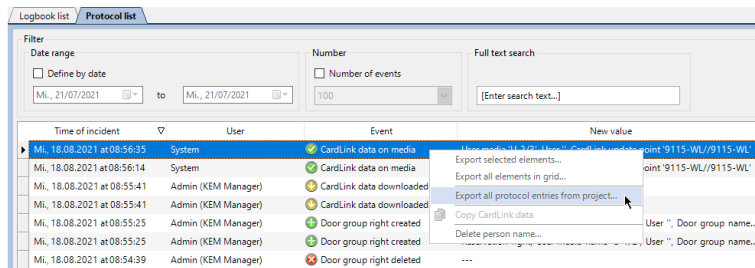 Logbook list Protocol list
Filter
Date range Number Full text search
Define by date Number of events
Mi., 21/07/2021 to Mi., 21/07/2021 100 [Enter search text...]
Time of incident User Event New value
Mi., 18.08.2021 at 08:56:35 System CardLink data on media User media 'U-2/3', User '', CardLink update point '9115-WL//9115-WL'
Mi., 18.08.2021 at 08:56:14 System CardLink data on media point '9115-WL//9115-WL'
Mi., 18.08.2021 at 08:55:41 Admin (KEM Manager) CardLink data downloaded
Mi., 18.08.2021 at 08:55:41 Admin (KEM Manager) CardLink data downloaded
Mi., 18.08.2021 at 08:55:25 Admin (KEM Manager) Door group right created , User '', Door group name...
Mi., 18.08.2021 at 08:55:25 Admin (KEM Manager) Door group right created User '', Door group name...
Mi., 18.08.2021 at 08:54:39 Admin (KEM Manager) Door group right deleted ---
Export selected elements...
Export all elements in grid...
Export all protocol entries from project...
Copy CardLink data
Delete person name...